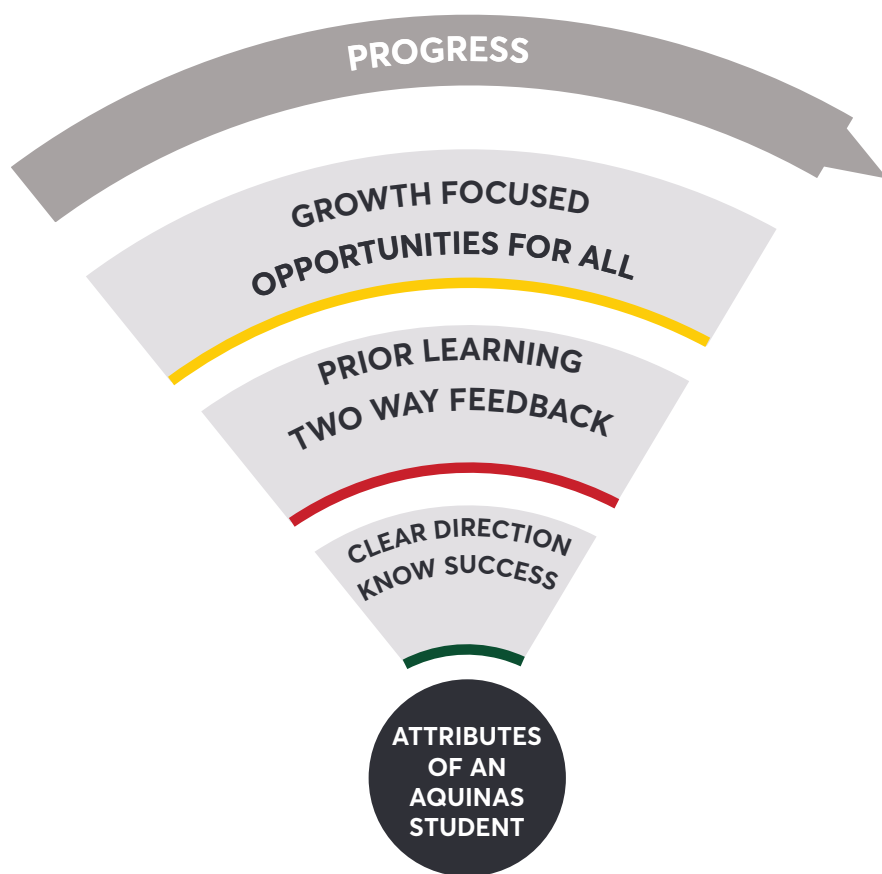 PROGRESS
GROWTH FOCUSED
OPPORTUNITIES FOR ALL
PRIOR LEARNING
TWO WAY FEEDBACK
CLEAR DIRECTION
KNOW SUCCESS
ATTRIBUTES
OF AN
AQUINAS
STUDENT